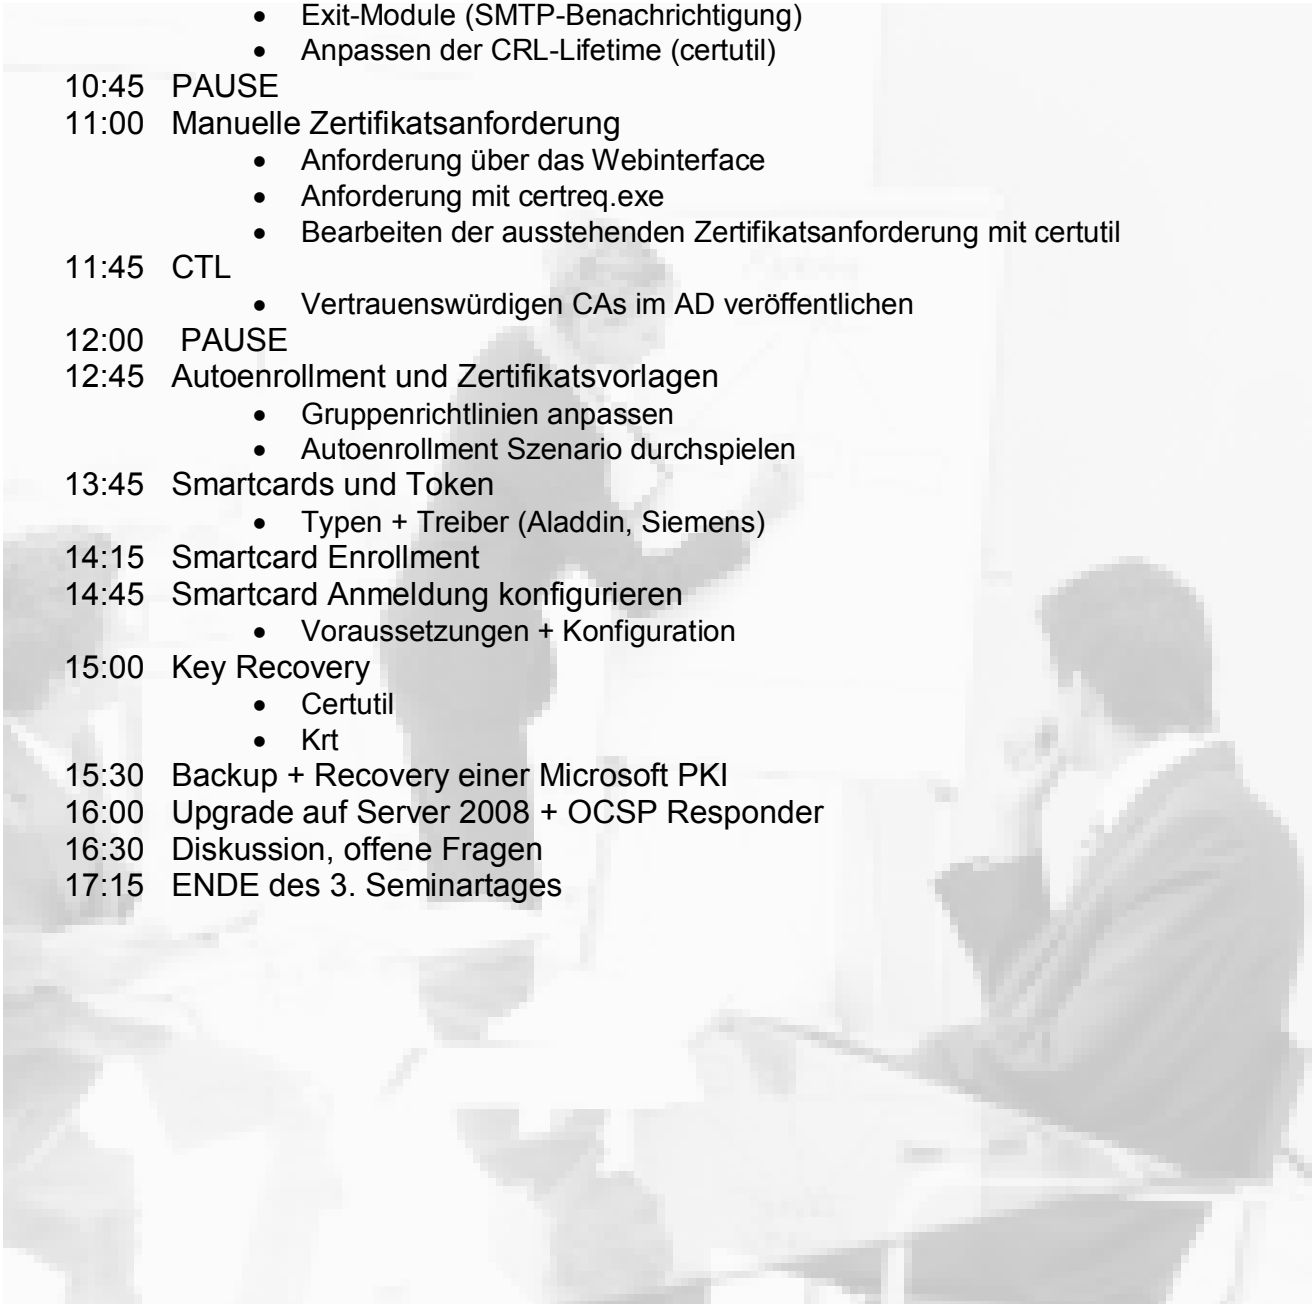 • Exit-Module (SMTP-Benachrichtigung)
• Anpassen der CRL-Lifetime (certutil)
10:45 PAUSE
11:00 Manuelle Zertifikatsanforderung
• Anforderung über das Webinterface
• Anforderung mit certreq.exe
• Bearbeiten der ausstehenden Zertifikatsanforderung mit certutil
11:45 CTL
• Vertrauenswürdigen CAs im AD veröffentlichen
12:00 PAUSE
12:45 Autoenrollment und Zertifikatsvorlagen
• Gruppenrichtlinien anpassen
• Autoenrollment Szenario durchspielen
13:45 Smartcards und Token
• Typen + Treiber (Aladdin, Siemens)
14:15 Smartcard Enrollment
14:45 Smartcard Anmeldung konfigurieren
• Voraussetzungen + Konfiguration
15:00 Key Recovery
• Certutil
• Krt
15:30 Backup + Recovery einer Microsoft PKI
16:00 Upgrade auf Server 2008 + OCSP Responder
16:30 Diskussion, offene Fragen
17:15 ENDE des 3. Seminartages